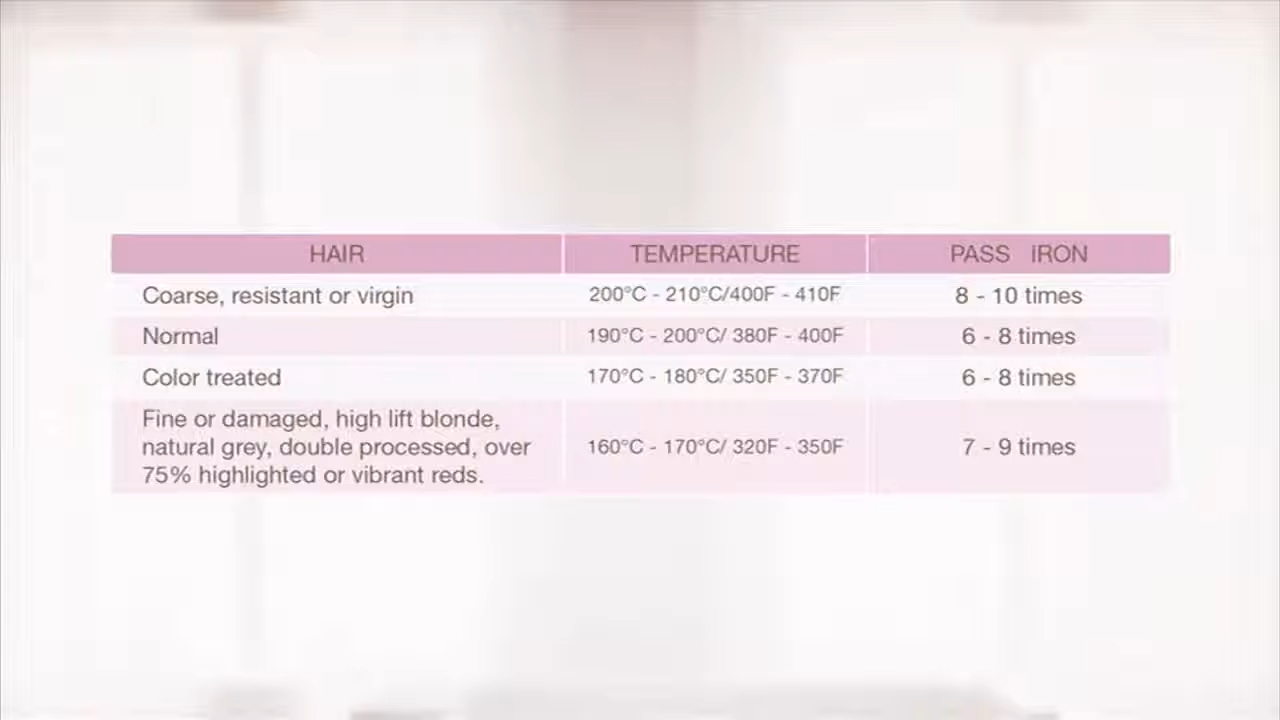 HAIR TEMPERATURE PASS IRON
Coarse, resistant or virgin 200°C - 210°C/400F - 410F 8 - 10 times
Normal 190°C - 200°C/ 380F - 400F 6 - 8 times
Color treated 170°C - 180°C/ 350F - 370F 6 - 8 times
Fine or damaged, high lift blonde,
natural grey, double processed, over 160°C - 170°C/ 320F - 350F 7 - 9 times
75% highlighted or vibrant reds.